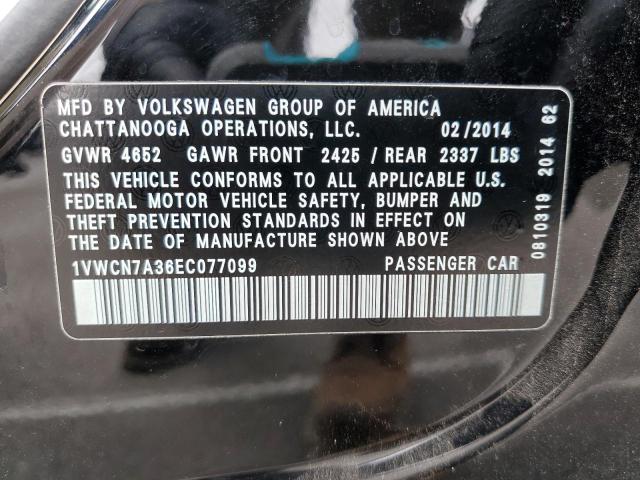 MFD BY VOLKSWAGEN GROUP OF AMERICA
CHATTANOOGA OPERATIONS, LLC. 02/2014
GVWR 4652 GAWR FRONT 2425 / REAR 2337 LBS
THIS VEHICLE CONFORMS TO ALL APPLICABLE U.S.
FEDERAL MOTOR VEHICLE SAFETY, BUMPER AND
THEFT PREVENTION STANDARDS IN EFFECT ON
THE DATE OF MANUFACTURE SHOWN ABOVE.
1VWCN7A36EC077099 PASSENGER CAR
0810319 2014 62